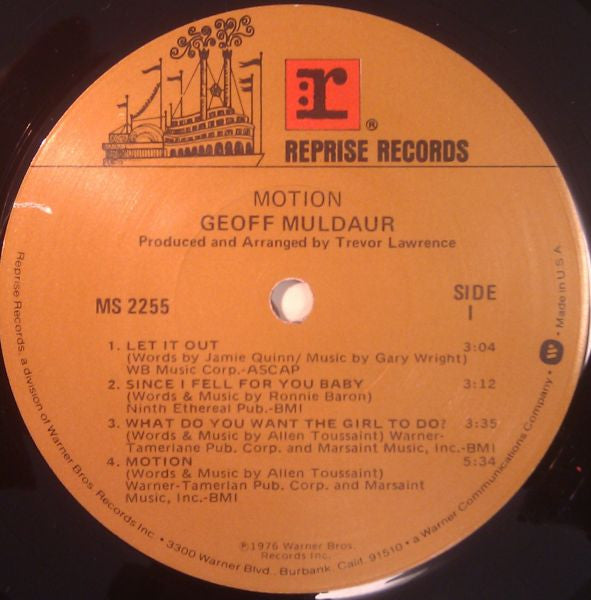 r
®
REPRISE RECORDS
MOTION
GEOFF MULDAUR
Produced and Arranged by Trevor Lawrence
MS 2255
SIDE
1
1. LET IT OUT 3:04
(Words by Jamie Quinn/ Music by Gary Wright)
WB Music Corp.-ASCAP
2. SINCE I FELL FOR YOU BABY 3:12
(Words & Music by Ronnie Baron)
Ninth Ethereal Pub.-BMI
3. WHAT DO YOU WANT THE GIRL TO DO? 3:35
(Words & Music by Allen Toussaint) Warner-
Tamerlane Pub. Corp. and Marsaint Music, Inc.-BMI
4. MOTION 5:34
(Words & Music by Allen Toussaint)
Warner-Tamerlan Pub. Corp. and Marsaint
Music, Inc.-BMI
℗1976 Warner Bros.
Records Inc.
Reprise Records, a division of Warner Bros. Records Inc. • 3300 Warner Blvd., Burbank, Calif. 91510 • a Warner Communications Company • W • Made in U.S.A.